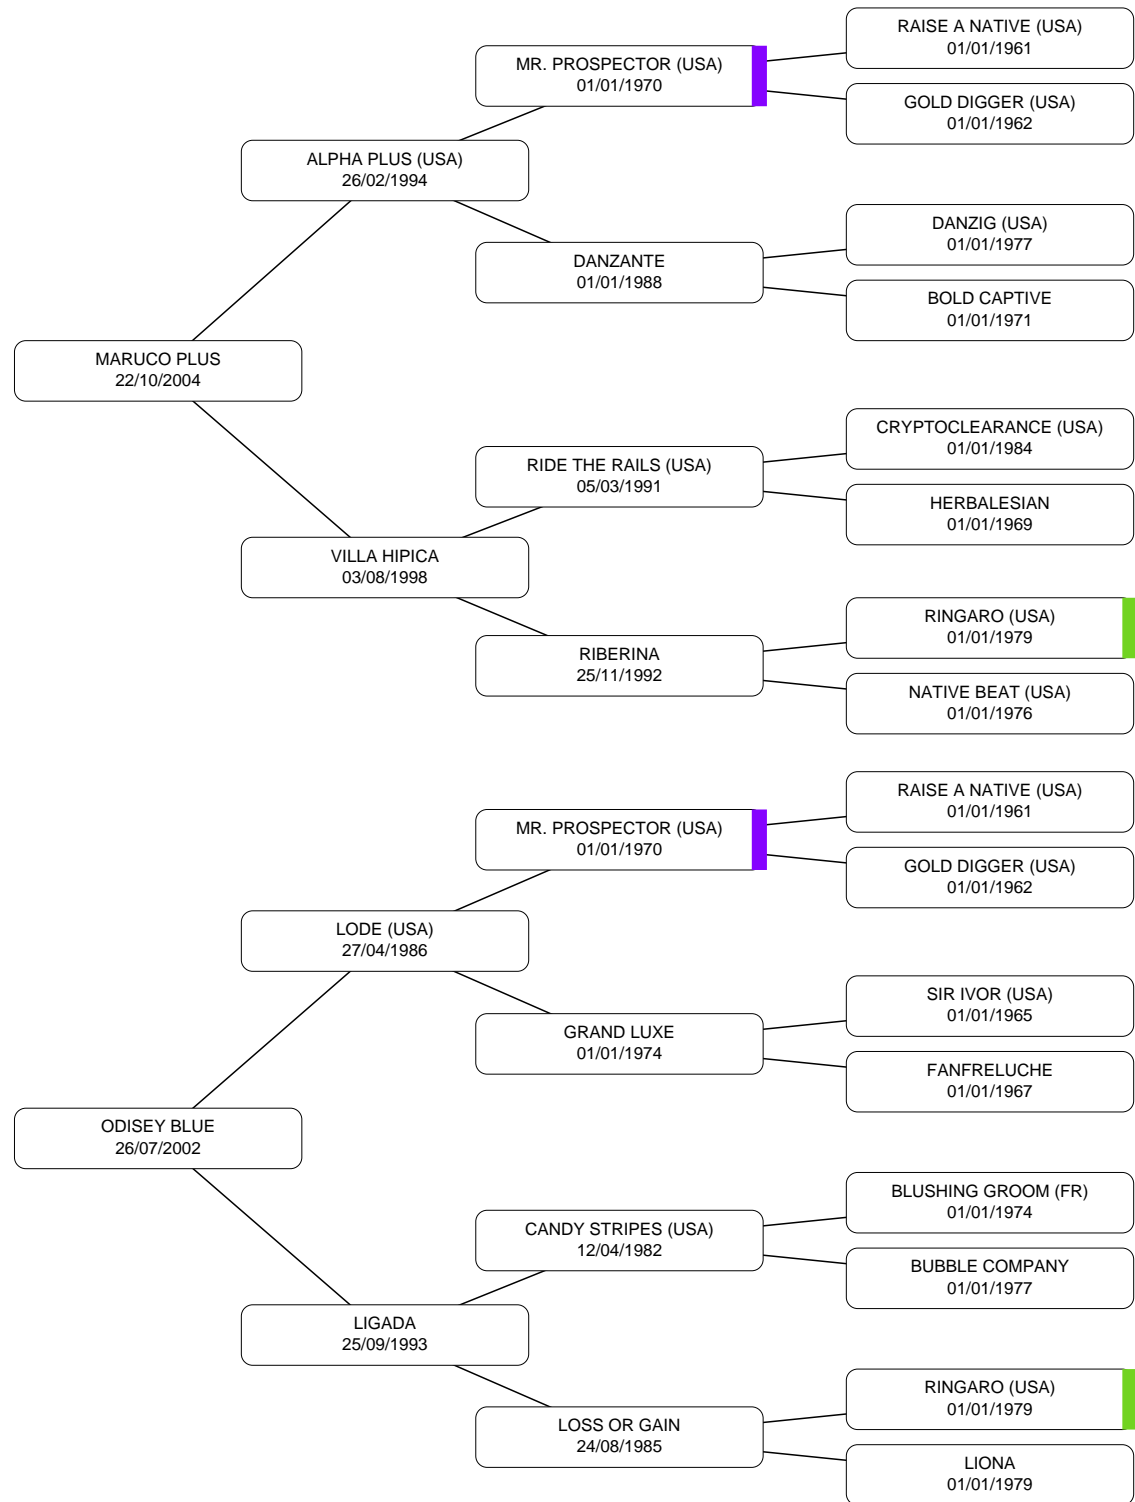 RAISE A NATIVE (USA)
01/01/1961
MR. PROSPECTOR (USA)
01/01/1970
GOLD DIGGER (USA)
01/01/1962
ALPHA PLUS (USA)
26/02/1994
DANZIG (USA)
01/01/1977
DANZANTE
01/01/1988
BOLD CAPTIVE
01/01/1971
MARUCO PLUS
22/10/2004
CRYPTOCLEARANCE (USA)
01/01/1984
RIDE THE RAILS (USA)
05/03/1991
HERBALESIAN
01/01/1969
VILLA HIPICA
03/08/1998
RINGARO (USA)
01/01/1979
RIBERINA
25/11/1992
NATIVE BEAT (USA)
01/01/1976
RAISE A NATIVE (USA)
01/01/1961
MR. PROSPECTOR (USA)
01/01/1970
GOLD DIGGER (USA)
01/01/1962
LODE (USA)
27/04/1986
SIR IVOR (USA)
01/01/1965
GRAND LUXE
01/01/1974
FANFRELUCHE
01/01/1967
ODISEY BLUE
26/07/2002
BLUSHING GROOM (FR)
01/01/1974
CANDY STRIPES (USA)
12/04/1982
BUBBLE COMPANY
01/01/1977
LIGADA
25/09/1993
RINGARO (USA)
01/01/1979
LOSS OR GAIN
24/08/1985
LIONA
01/01/1979